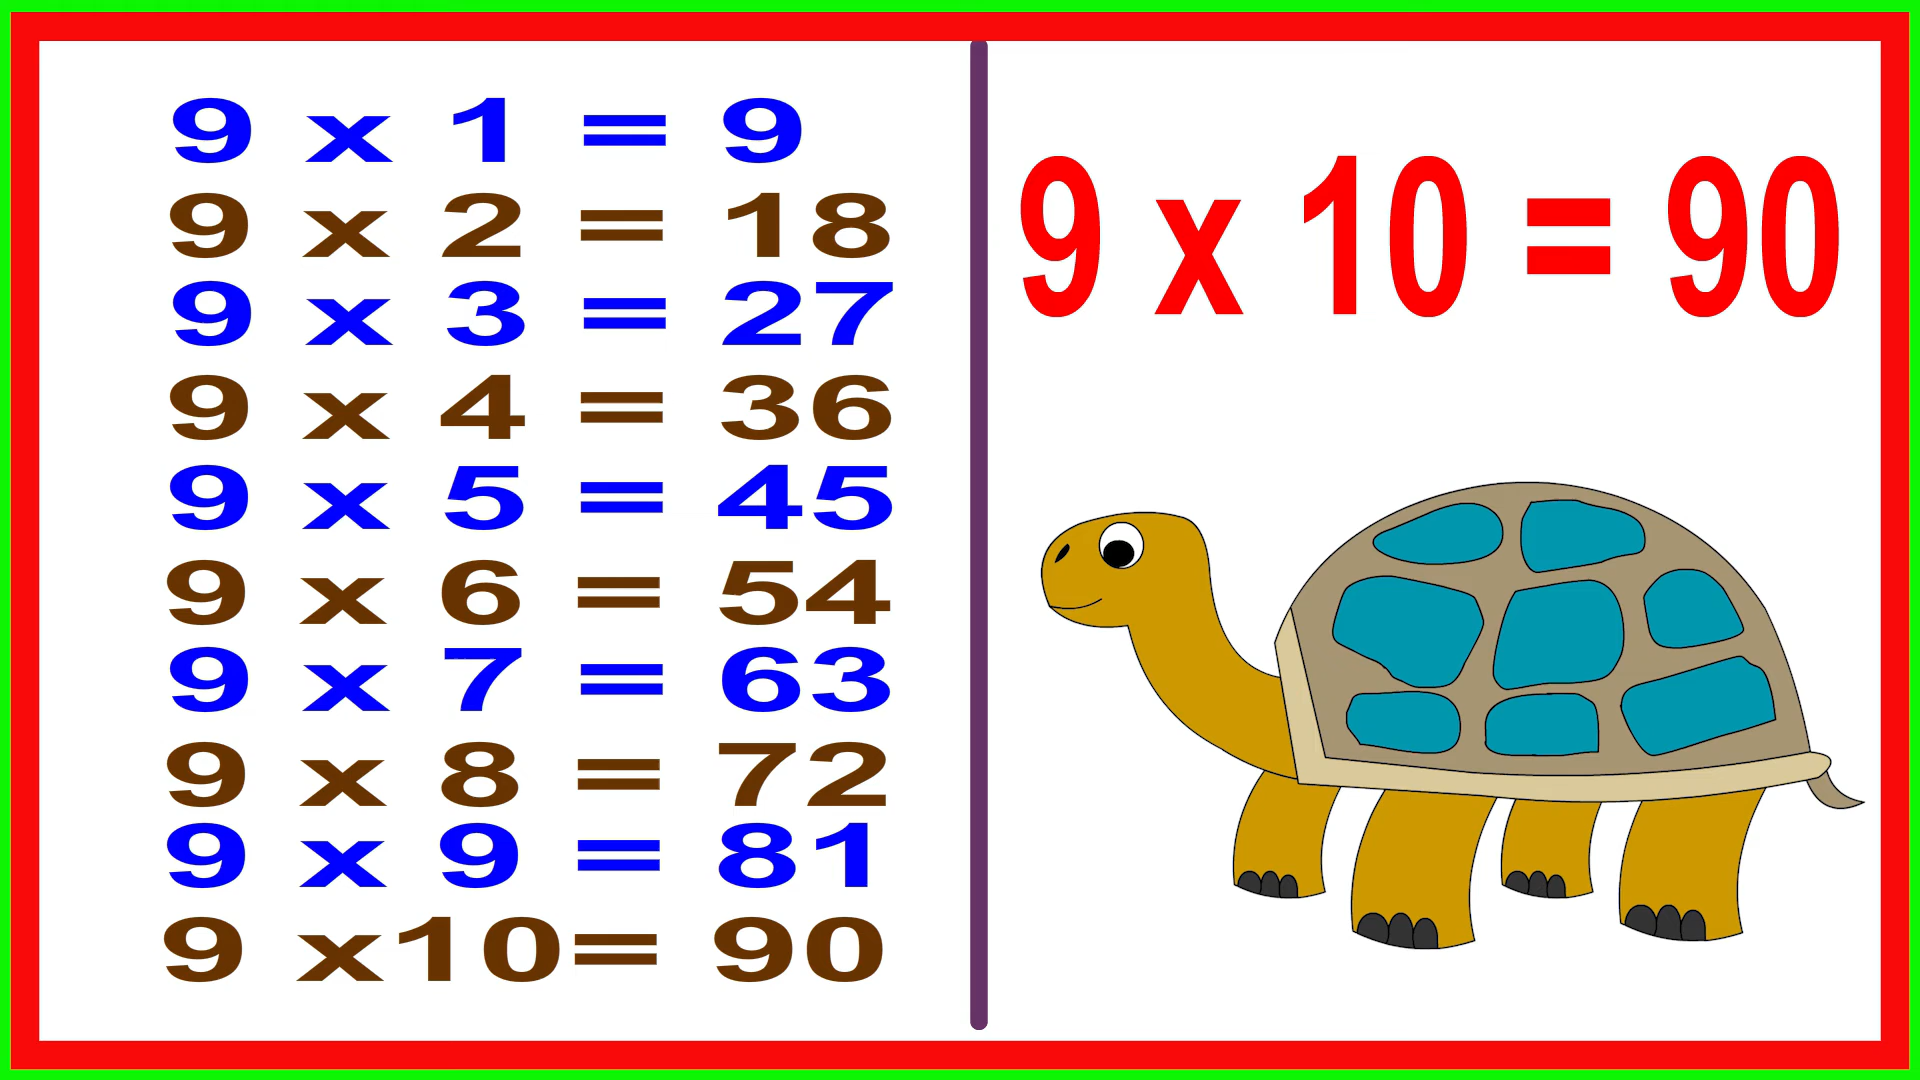 9 x 1 = 9
9 x 2 = 18
9 x 3 = 27
9 x 4 = 36
9 x 5 = 45
9 x 6 = 54
9 x 7 = 63
9 x 8 = 72
9 x 9 = 81
9 x10= 90
9 x 10 = 90